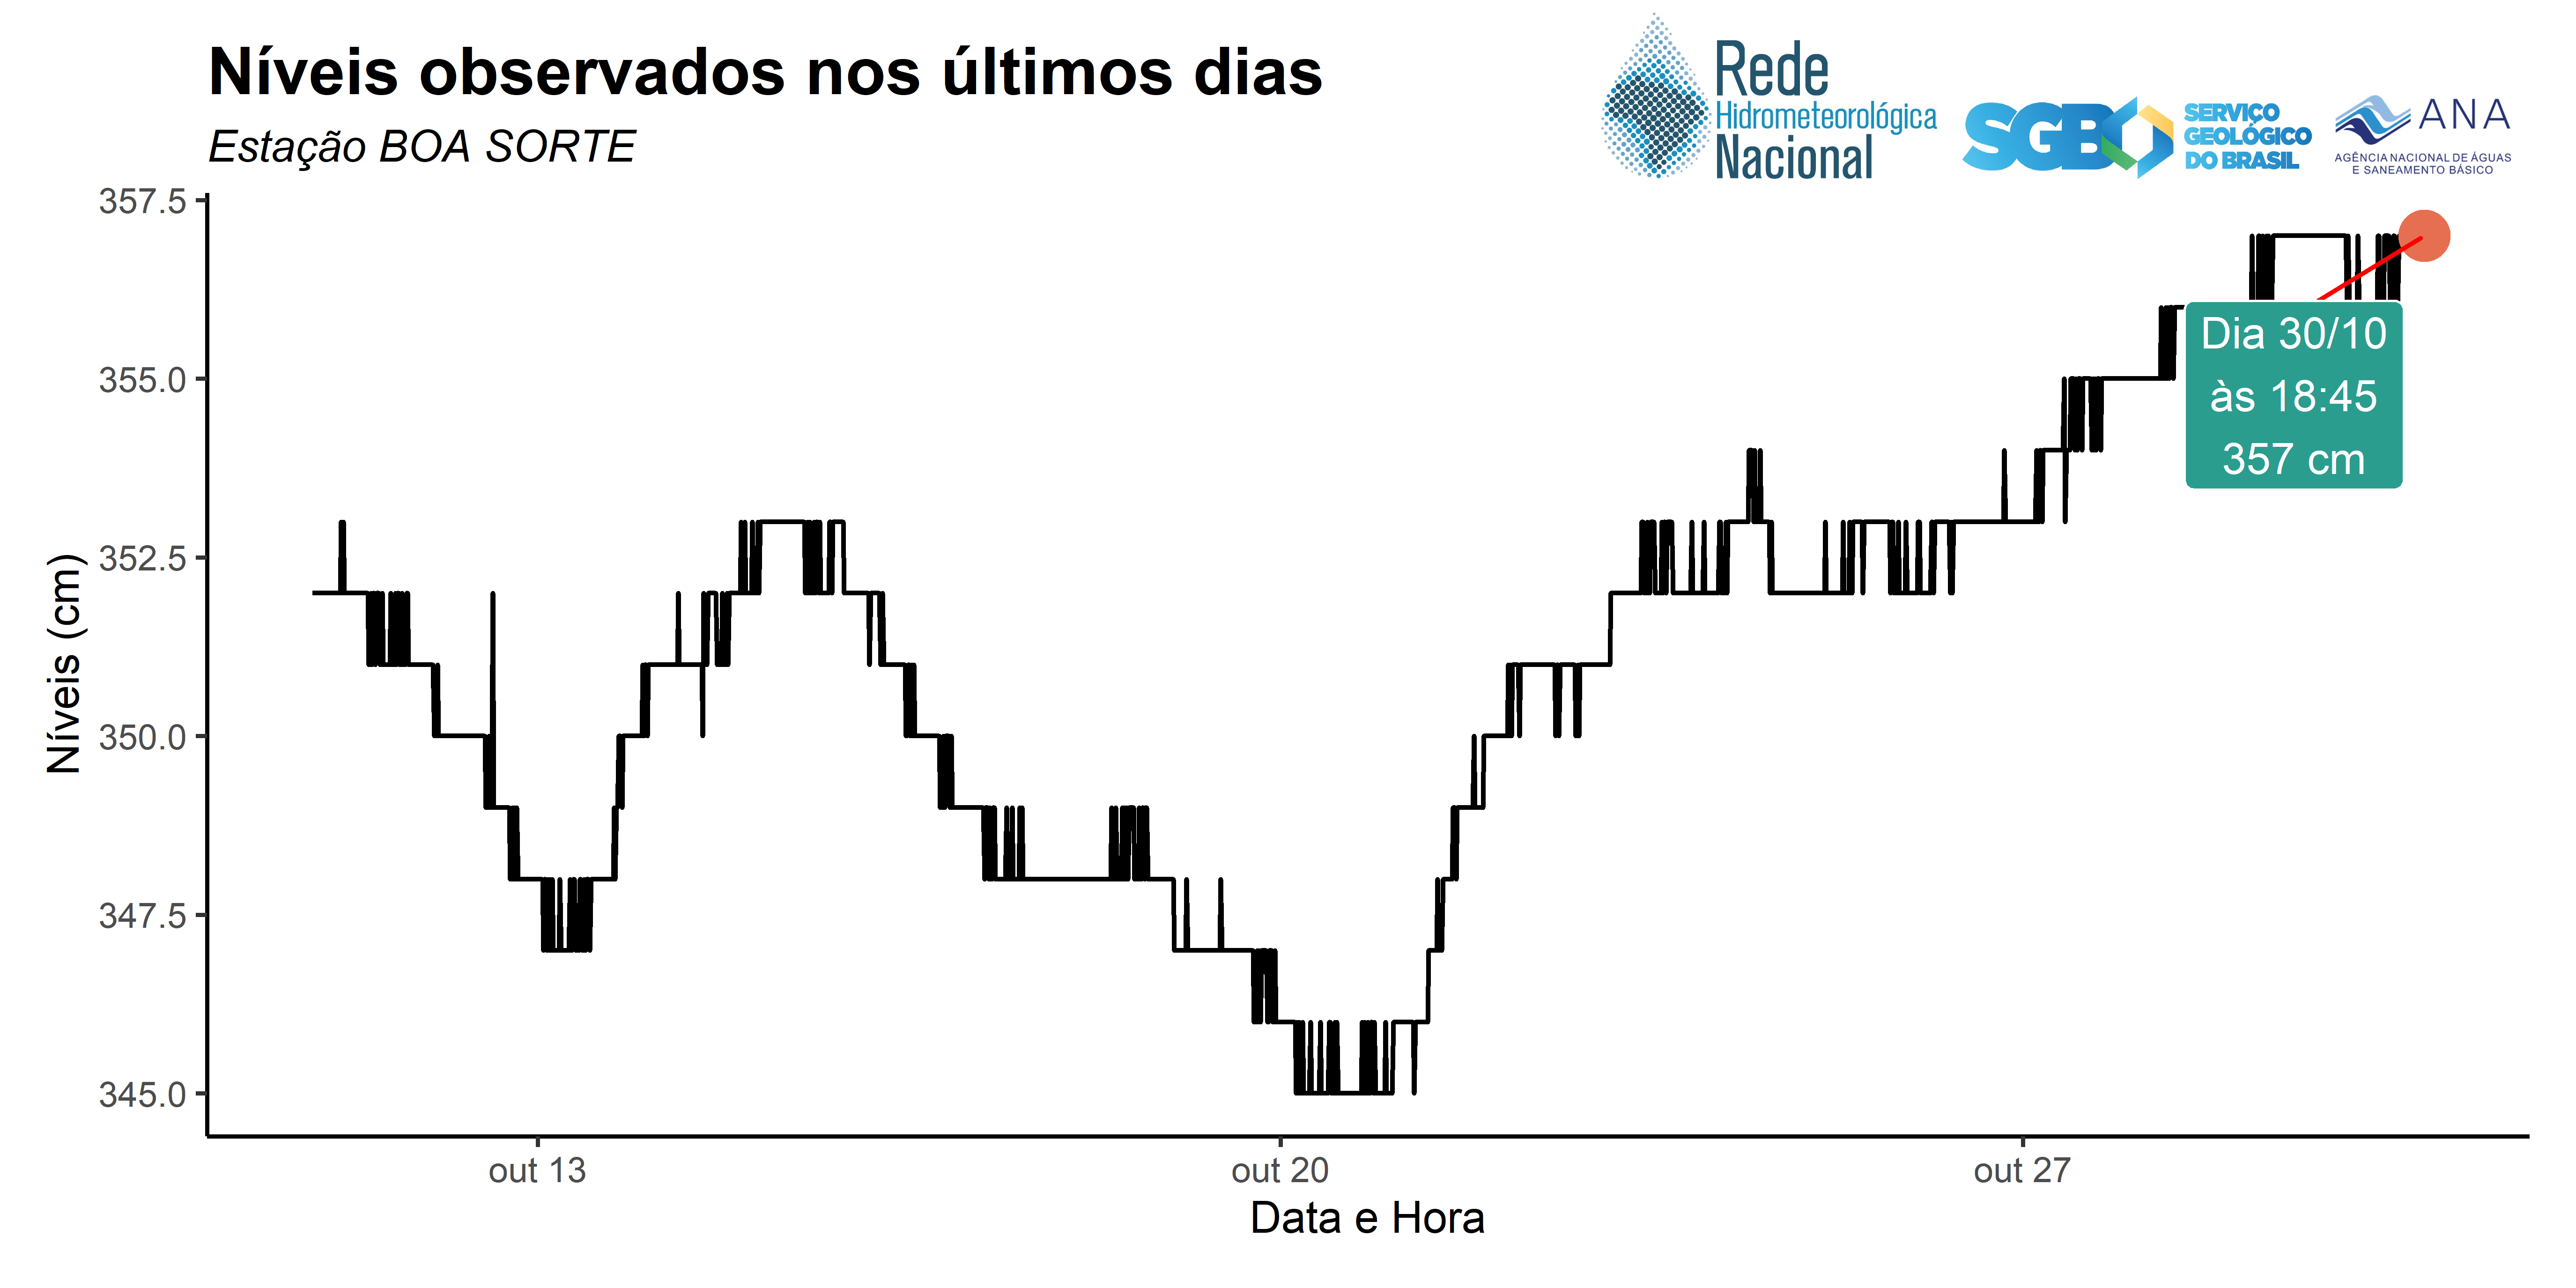 Níveis observados nos últimos dias
Estação BOA SORTE
Rede
Hidrometeorológica
Nacional
SGB
SERVIÇO
GEOLÓGICO
DO BRASIL
ANA
AGÊNCIA NACIONAL DE ÁGUAS
E SANEAMENTO BÁSICO
357.5
355.0
352.5
350.0
347.5
345.0
Níveis (cm)
Dia 30/10
às 18:45
357 cm
out 13
out 20
out 27
Data e Hora